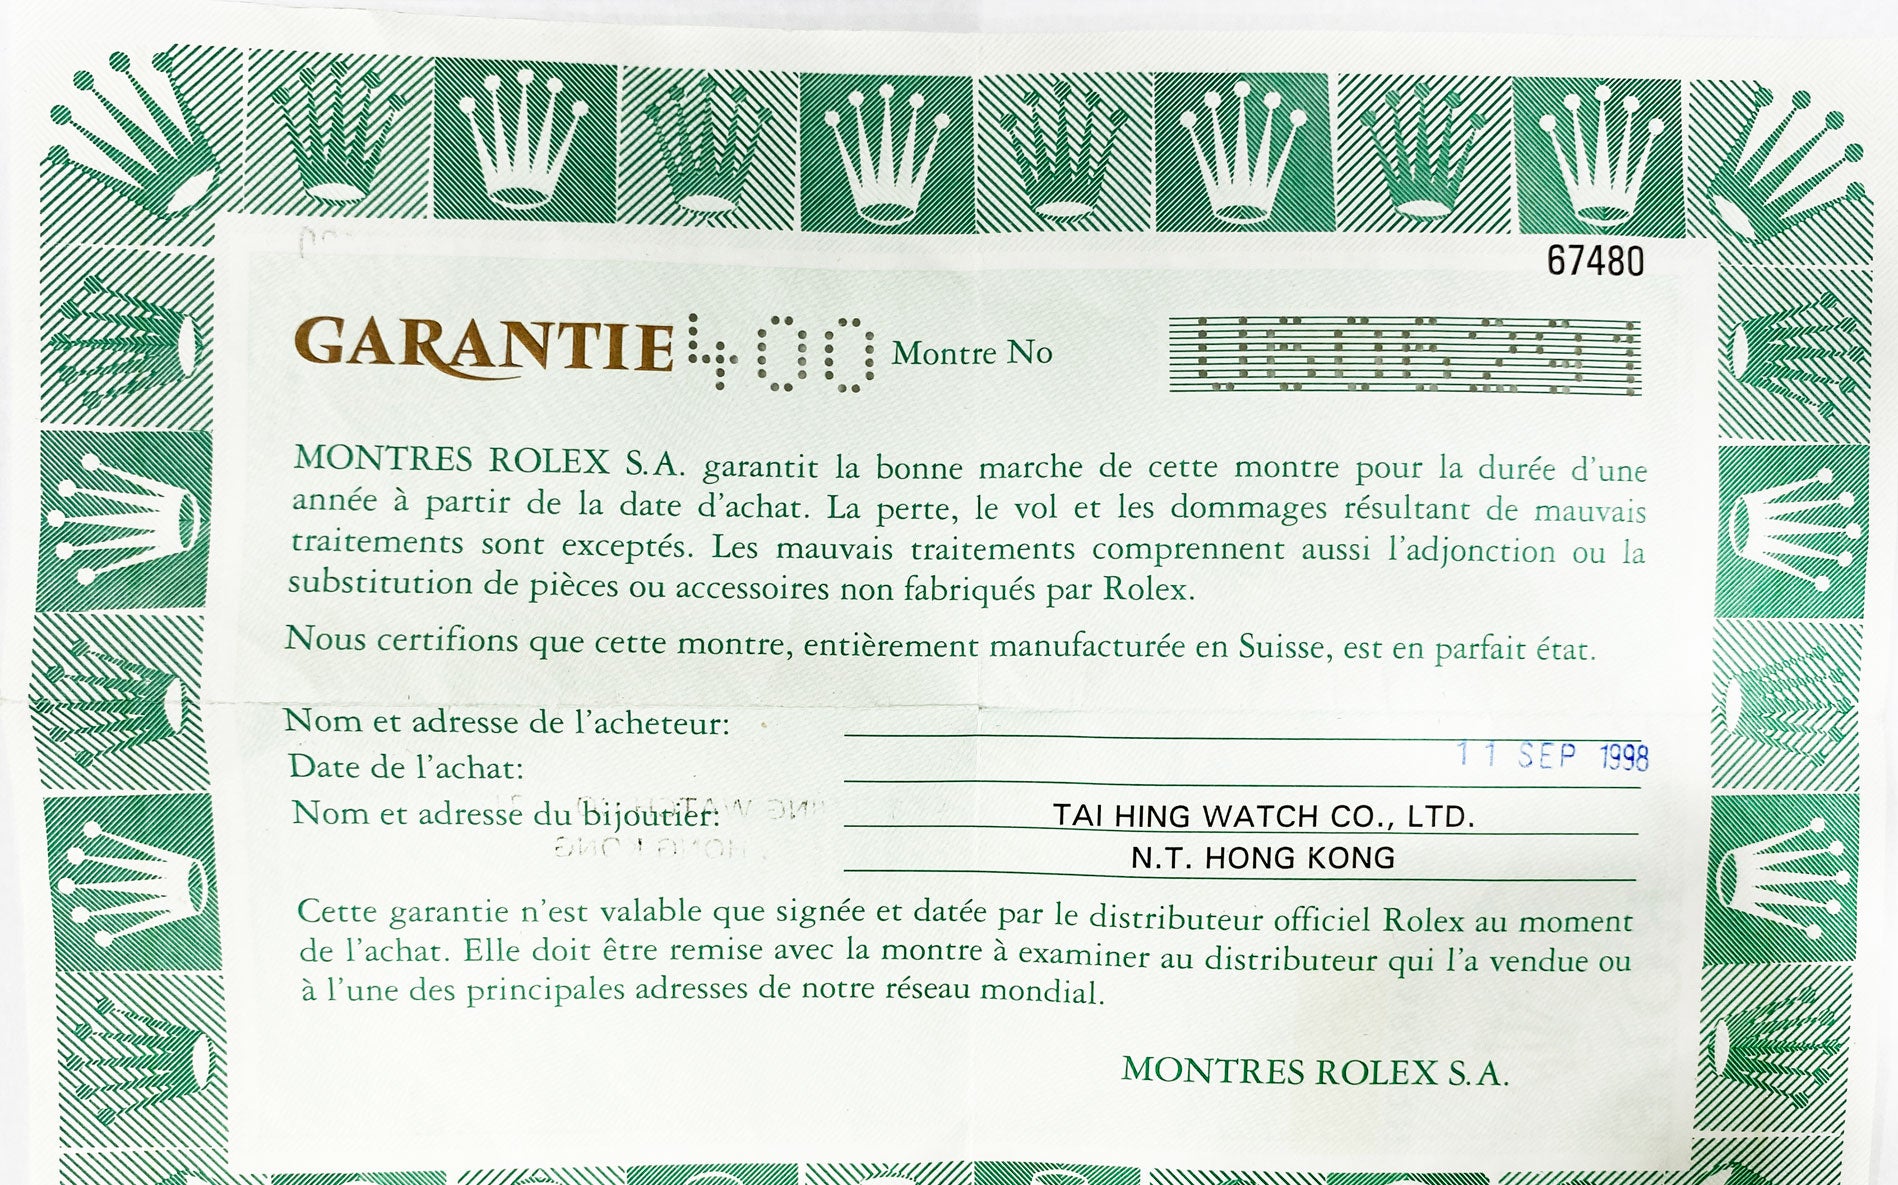 67480
GARANTIE 400 Montre No
MONTRES ROLEX S.A. garantit la bonne marche de cette montre pour la durée d'une
année à partir de la date d'achat. La perte, le vol et les dommages résultant de mauvais
traitements sont exceptés. Les mauvais traitements comprennent aussi l'adjonction ou la
substitution de pièces ou accessoires non fabriqués par Rolex.
Nous certifions que cette montre, entièrement manufacturée en Suisse, est en parfait état.
Nom et adresse de l'acheteur:
11 SEP 1998
Date de l'achat:
Nom et adresse du bijoutier: TAI HING WATCH CO., LTD.
N.T. HONG KONG
Cette garantie n'est valable que signée et datée par le distributeur officiel Rolex au moment
de l'achat. Elle doit être remise avec la montre à examiner au distributeur qui l'a vendue ou
à l'une des principales adresses de notre réseau mondial.
MONTRES ROLEX S.A.